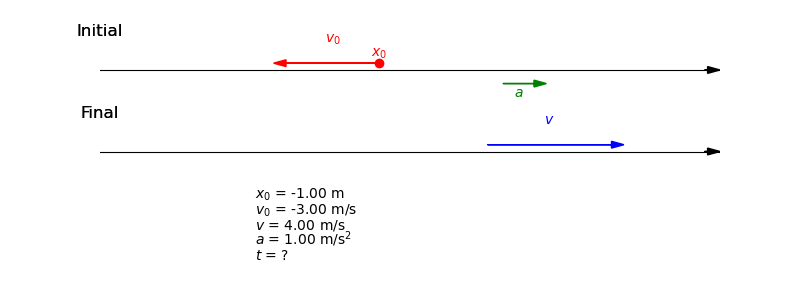 Initial
v₀
x₀
a
Final
v
x₀ = -1.00 m
v₀ = -3.00 m/s
v = 4.00 m/s
a = 1.00 m/s²
t = ?